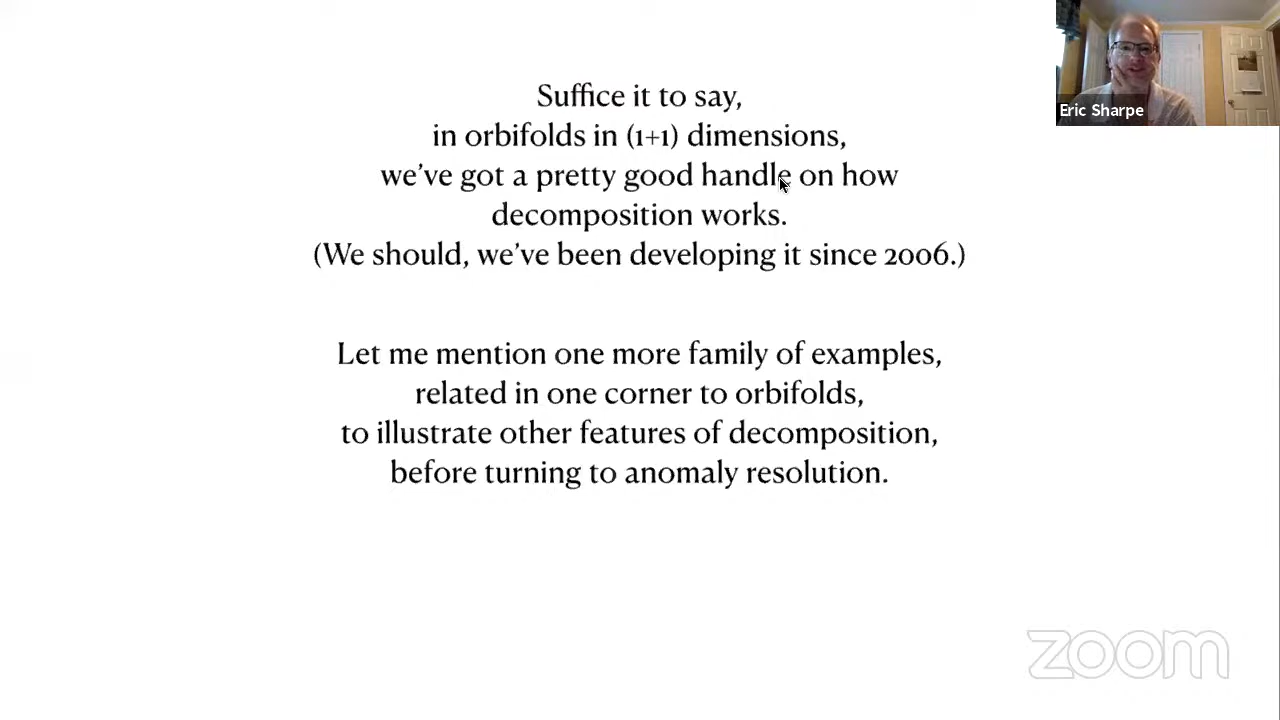 Suffice it to say,
in orbifolds in (1+1) dimensions,
we've got a pretty good handle on how
decomposition works.
(We should, we've been developing it since 2006.)
Let me mention one more family of examples,
related in one corner to orbifolds,
to illustrate other features of decomposition,
before turning to anomaly resolution.
Eric Sharpe
zoom